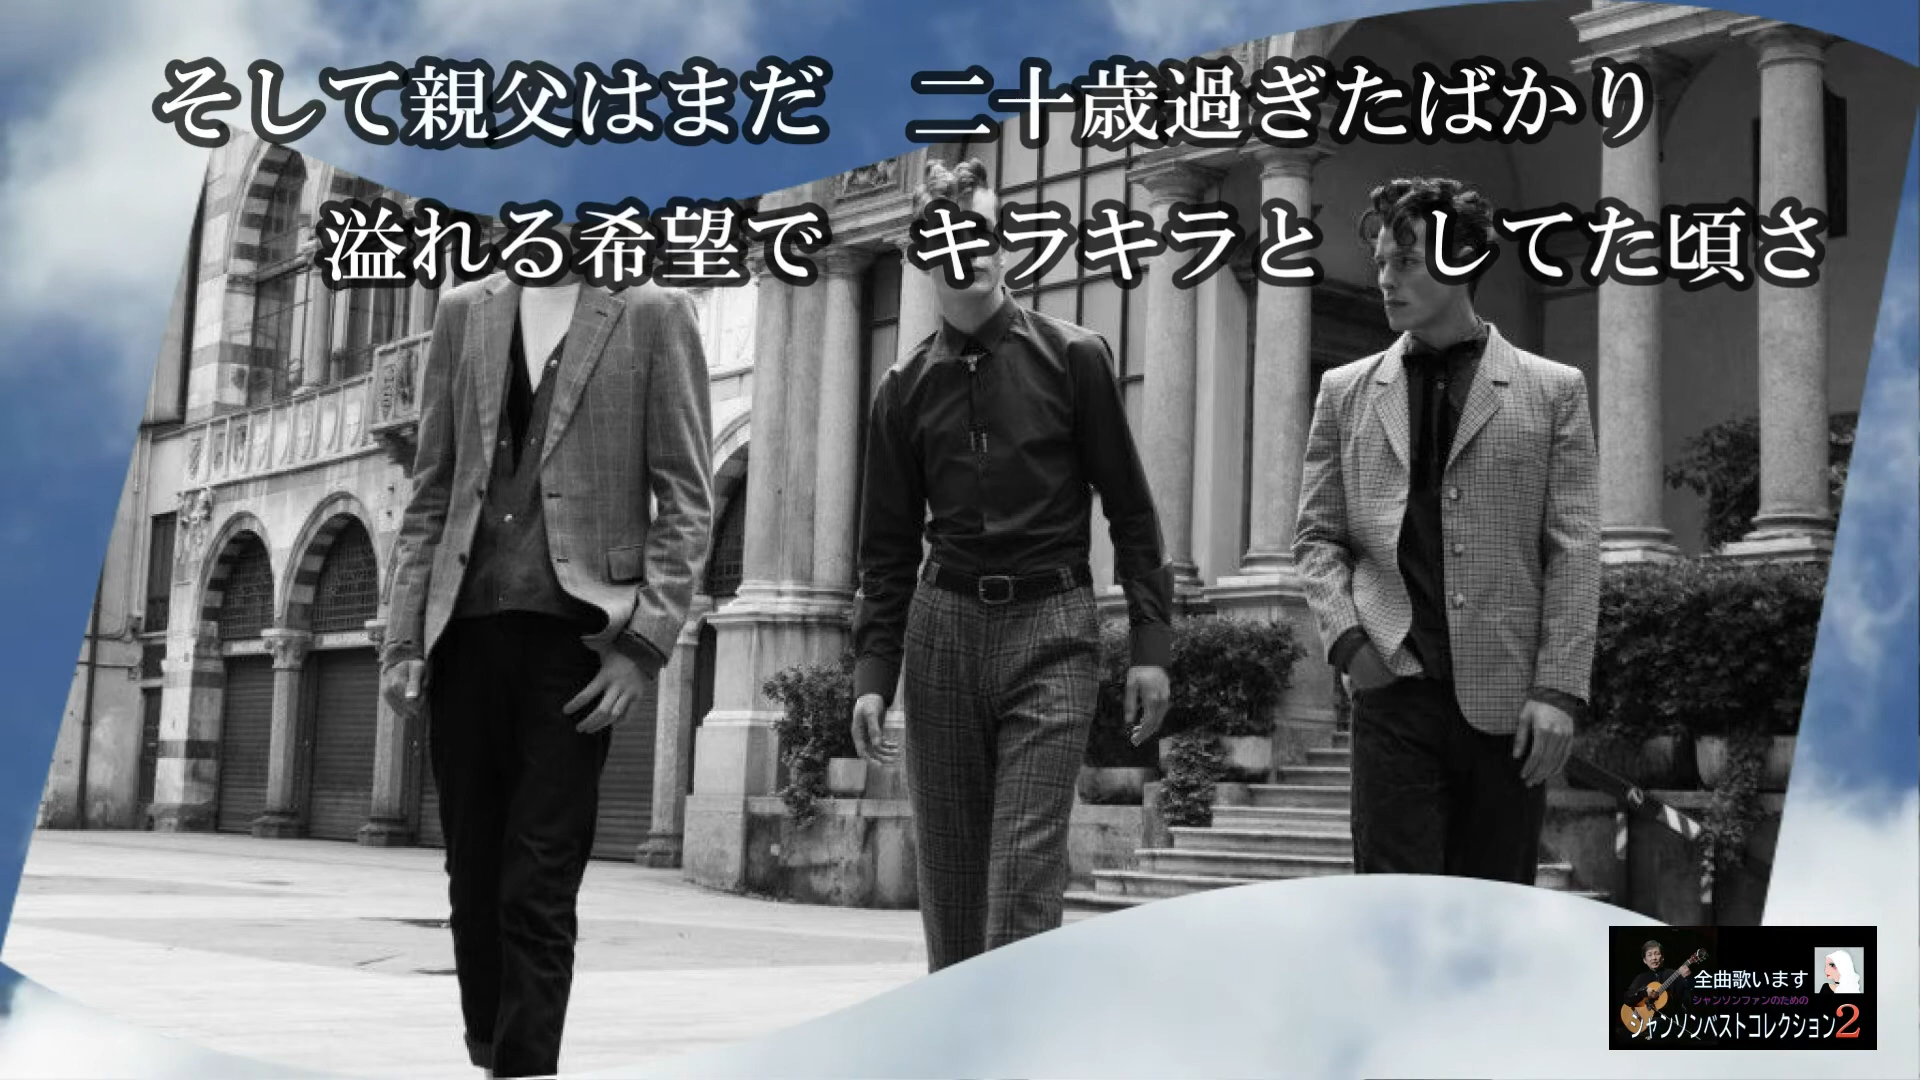 そして親父はまだ　二十歳過ぎたばかり
溢れる希望で　キラキラと　してた頃さ
全曲歌います
シャンソンファンのための
シャンソンベストコレクション2